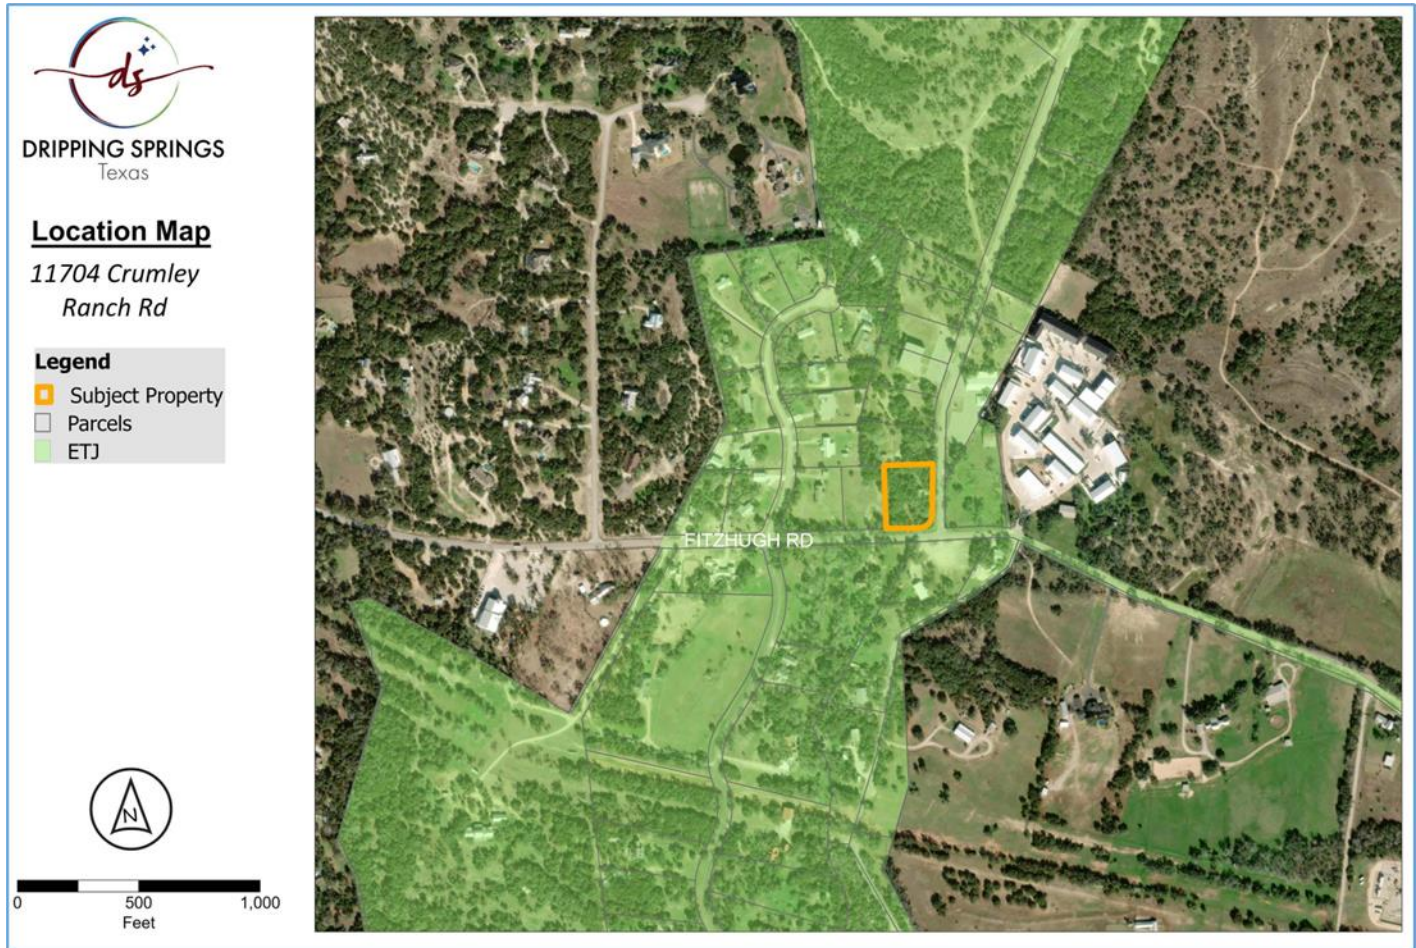 ds
DRIPPING SPRINGS
Texas
Location Map
11704 Crumley
Ranch Rd
Legend
Subject Property
Parcels
ETJ
FITZHUGH RD
N
0 500 1,000
Feet